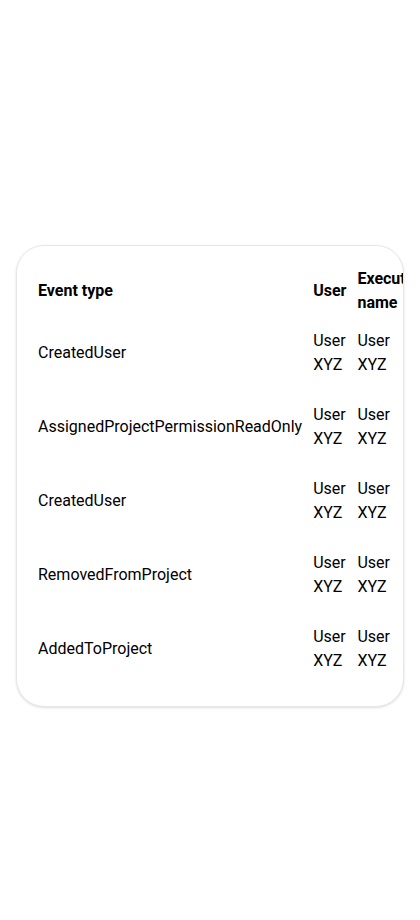 Event type User Execut
name
CreatedUser User XYZ User XYZ
AssignedProjectPermissionReadOnly User XYZ User XYZ
CreatedUser User XYZ User XYZ
RemovedFromProject User XYZ User XYZ
AddedToProject User XYZ User XYZ